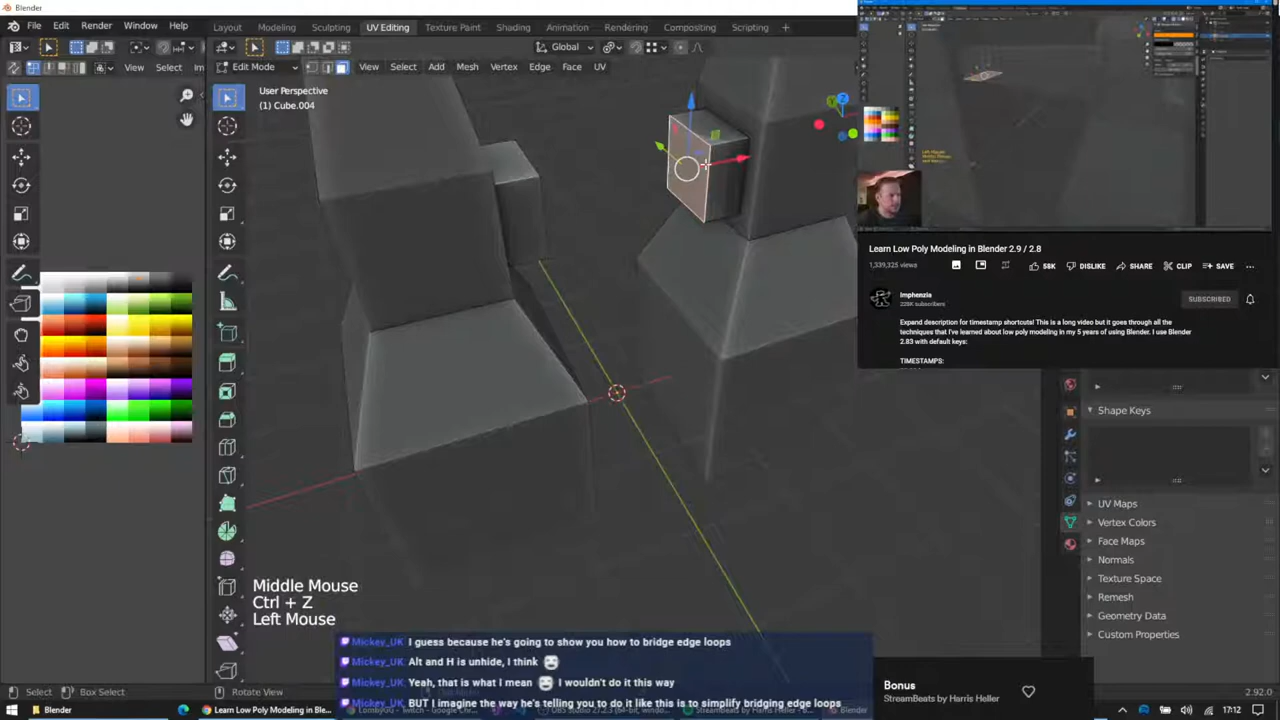 Blender
Edit
Render
Window
Help
Layout
Modeling
Sculpting
UV Editing
Texture Paint
Shading
Animation
Rendering
Compositing
Scripting
Global
View
Select
Edit Mode
View
Select
Add
Mesh
Vertex
Edge
Face
UV
User Perspective
(1) Cube.004
Learn Low Poly Modeling in Blender 2.9 / 2.8
1,339,325 views
58K
DISLIKE
SHARE
CLIP
SAVE
Imphenzia
228K subscribers
SUBSCRIBED
Expand description for timestamp shortcuts! This is a long video but it goes through all the
techniques that I've learned about low poly modeling in my 5 years of using Blender. I use Blender
2.83 with default keys:
TIMESTAMPS:
Shape Keys
UV Maps
Vertex Colors
Face Maps
Normals
Texture Space
Remesh
Geometry Data
Custom Properties
Middle Mouse
Ctrl + Z
Left Mouse
Mickey_UK I guess because he's going to show you how to bridge edge loops
Mickey_UK Alt and H is unhide, I think
Mickey_UK Yeah, that is what I mean I wouldn't do it this way
Mickey_UK BUT I imagine the way he's telling you to do it like this is to simplify bridging edge loops
Bonus
StreamBeats by Harris Heller
Select
Box Select
Rotate View
2.92.0
Blender
Learn Low Poly Modeling in Ble...
17:12